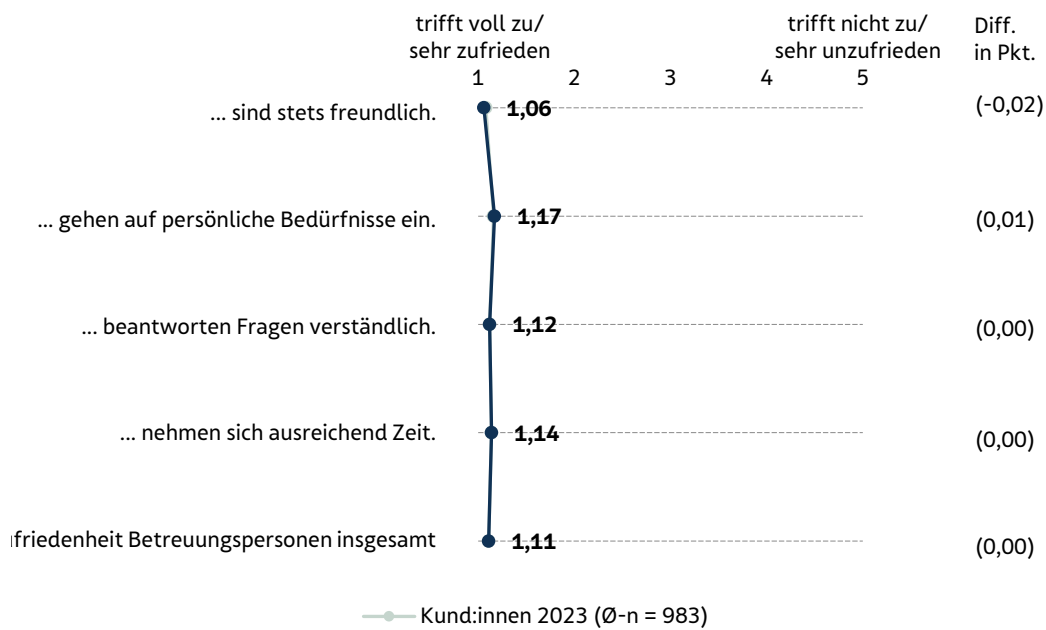 trifft voll zu/
sehr zufrieden
trifft nicht zu/
sehr unzufrieden
Diff.
in Pkt.
1 2 3 4 5
... sind stets freundlich. 1,06 (-0,02)
... gehen auf persönliche Bedürfnisse ein. 1,17 (0,01)
... beantworten Fragen verständlich. 1,12 (0,00)
... nehmen sich ausreichend Zeit. 1,14 (0,00)
friedenheit Betreuungspersonen insgesamt 1,11 (0,00)
Kund:innen 2023 (Ø-n = 983)